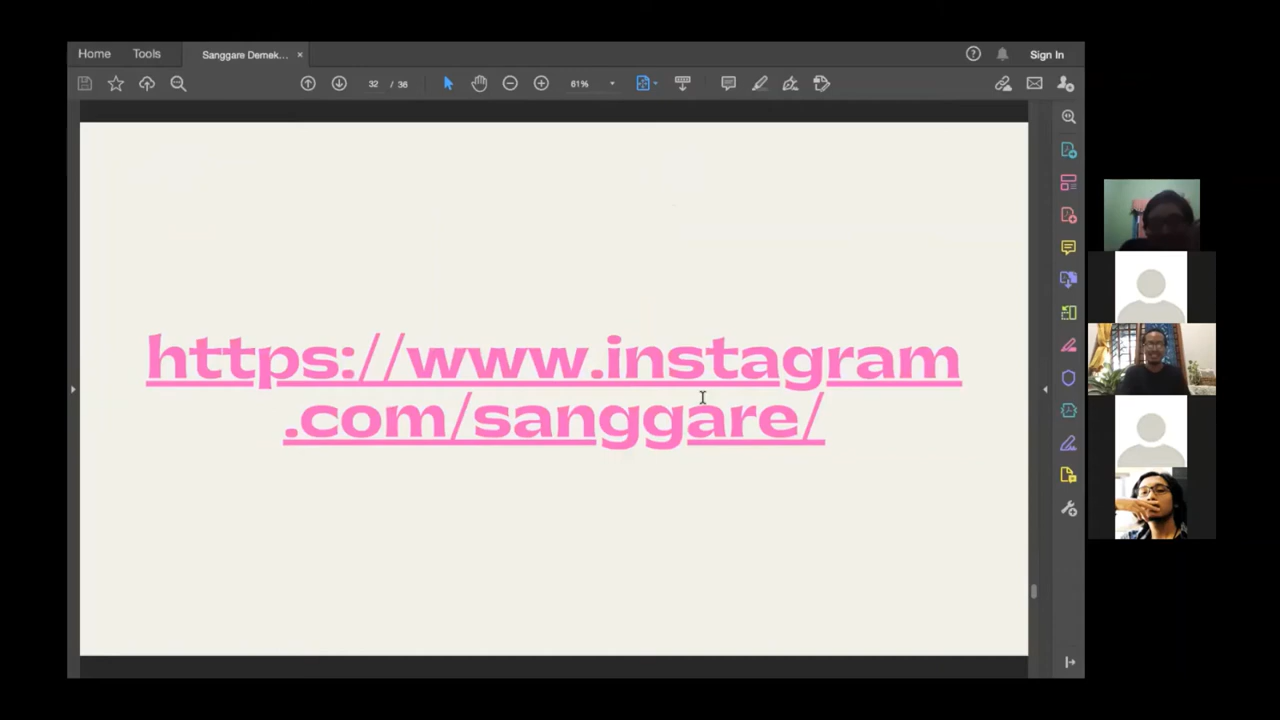 Home Tools Sanggare Demek... × Sign In
32 / 36 61%
https://www.instagram
.com/sanggare/